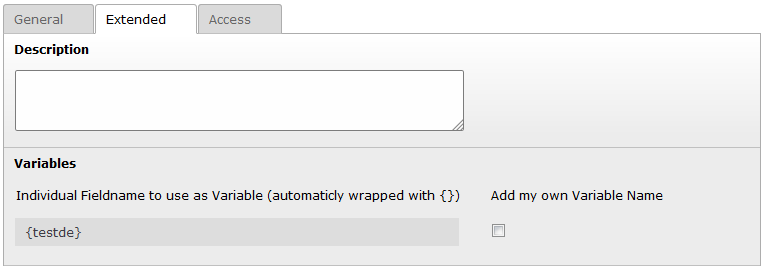 General Extended Access
Description
Variables
Individual Fieldname to use as Variable (automaticly wrapped with {}) Add my own Variable Name
{testde}